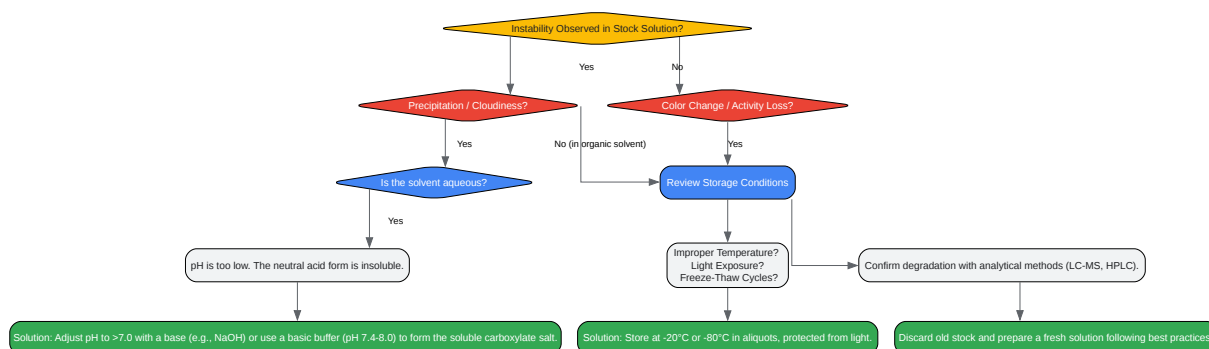 Instability Observed in Stock Solution?
Yes
No
Precipitation / Cloudiness?
Color Change / Activity Loss?
Yes
No (in organic solvent)
Yes
Is the solvent aqueous?
Review Storage Conditions
Yes
pH is too low. The neutral acid form is insoluble.
Improper Temperature?
Light Exposure?
Freeze-Thaw Cycles?
Confirm degradation with analytical methods (LC-MS, HPLC).
Solution: Adjust pH to >7.0 with a base (e.g., NaOH) or use a basic buffer (pH 7.4-8.0) to form the soluble carboxylate salt.
Solution: Store at -20°C or -80°C in aliquots, protected from light.
Discard old stock and prepare a fresh solution following best practices